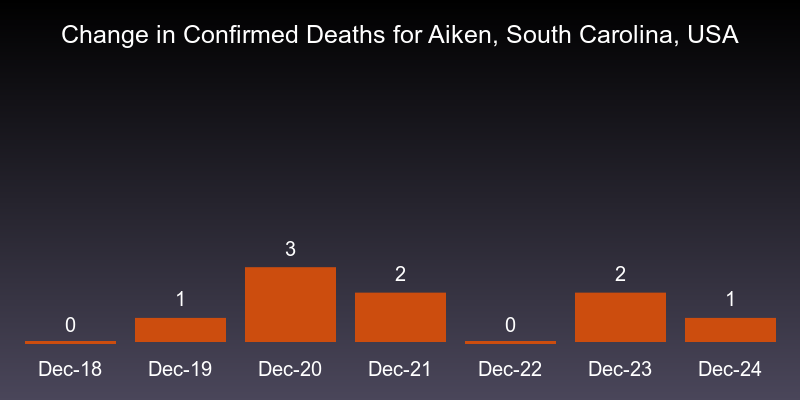 Change in Confirmed Deaths for Aiken, South Carolina, USA
0
1
3
2
0
2
1
Dec-18
Dec-19
Dec-20
Dec-21
Dec-22
Dec-23
Dec-24